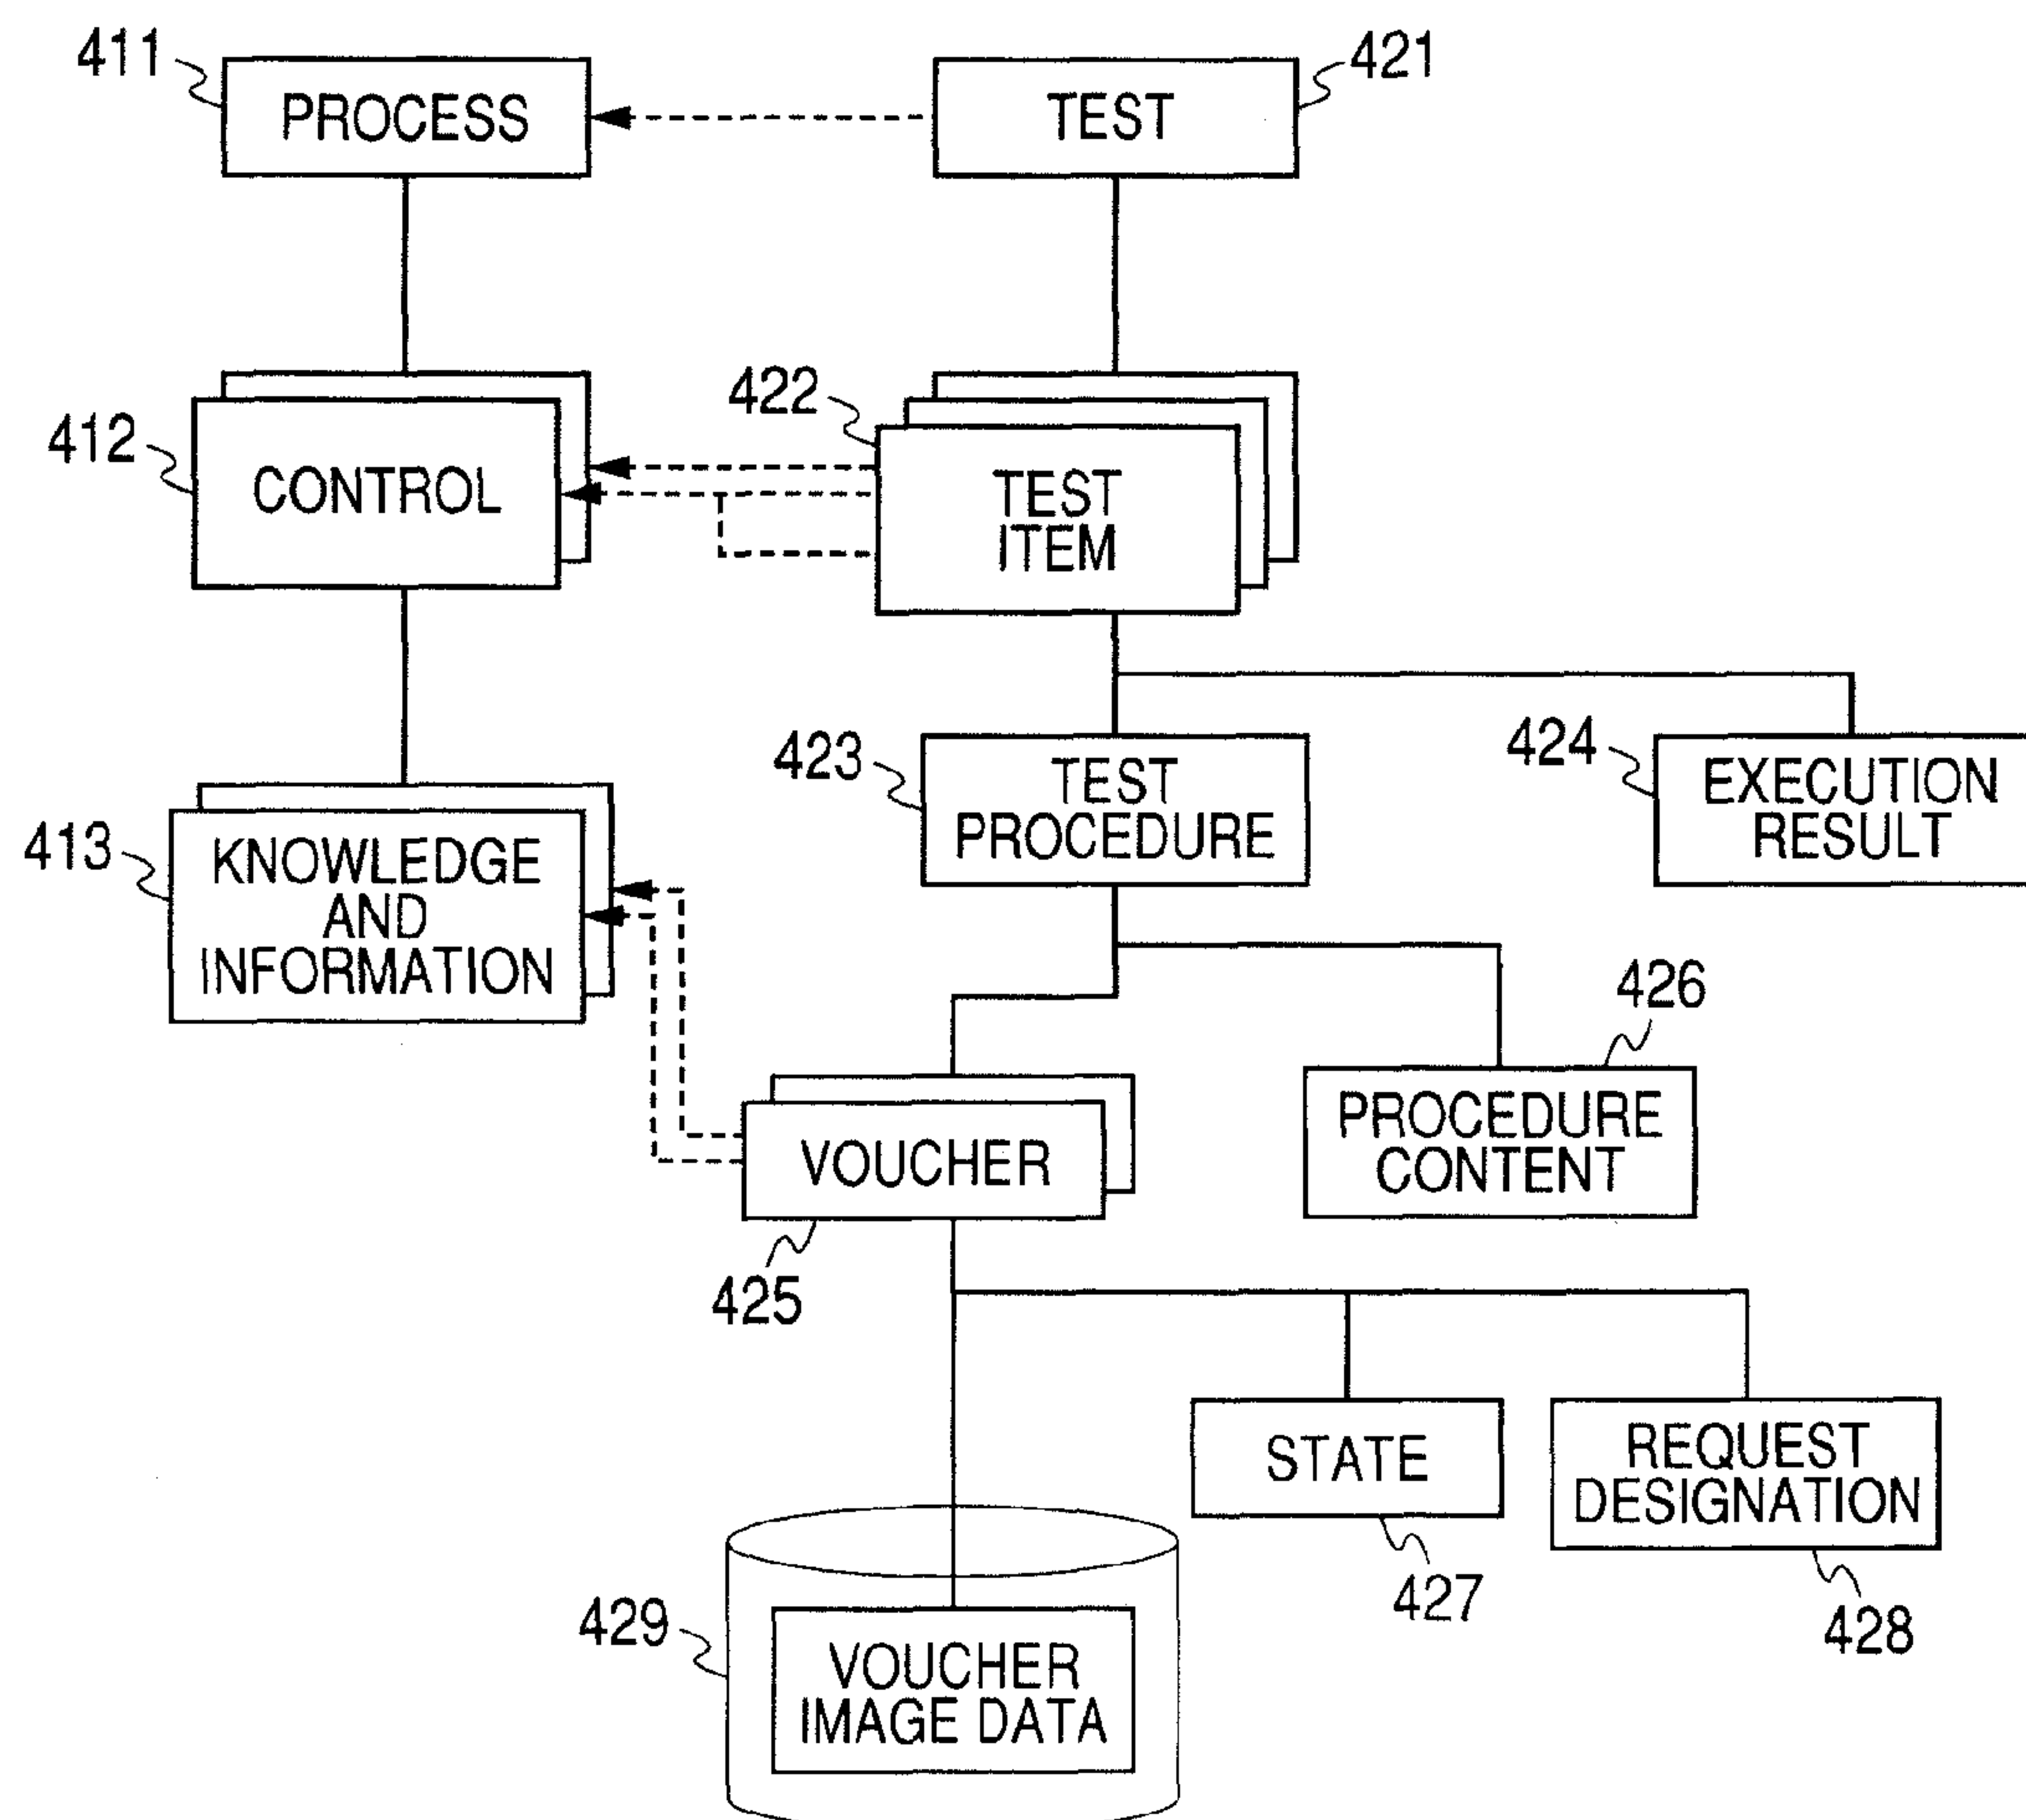 411
PROCESS
TEST
421
412
CONTROL
422
TEST
ITEM
413
KNOWLEDGE
AND
INFORMATION
423
TEST
PROCEDURE
424
EXECUTION
RESULT
426
PROCEDURE
CONTENT
VOUCHER
425
STATE
427
REQUEST
DESIGNATION
428
429
VOUCHER
IMAGE DATA